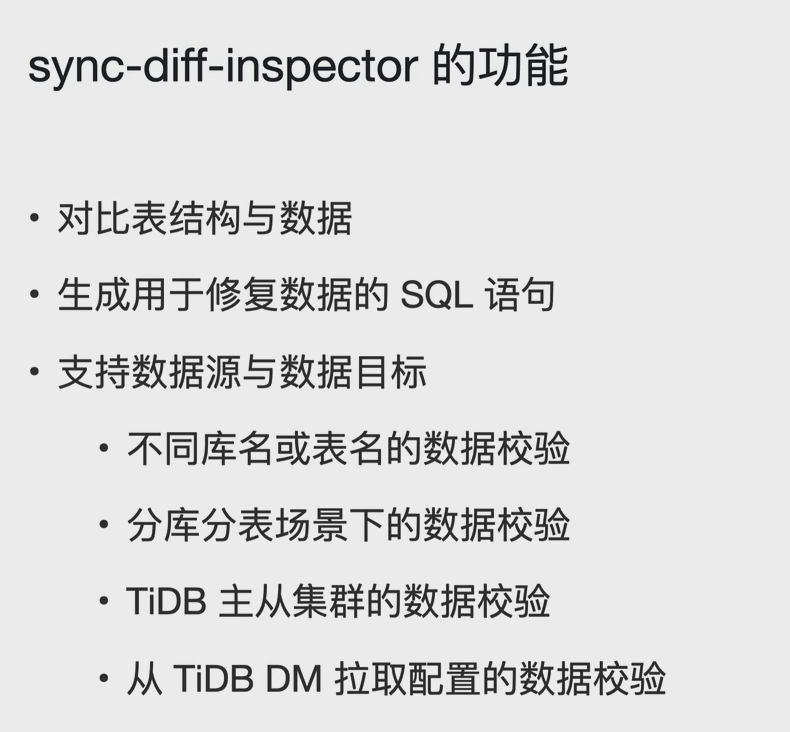 sync-diff-inspector 的功能
• 对比表结构与数据
• 生成用于修复数据的 SQL 语句
• 支持数据源与数据目标
• 不同库名或表名的数据校验
• 分库分表场景下的数据校验
• TiDB 主从集群的数据校验
• 从 TiDB DM 拉取配置的数据校验